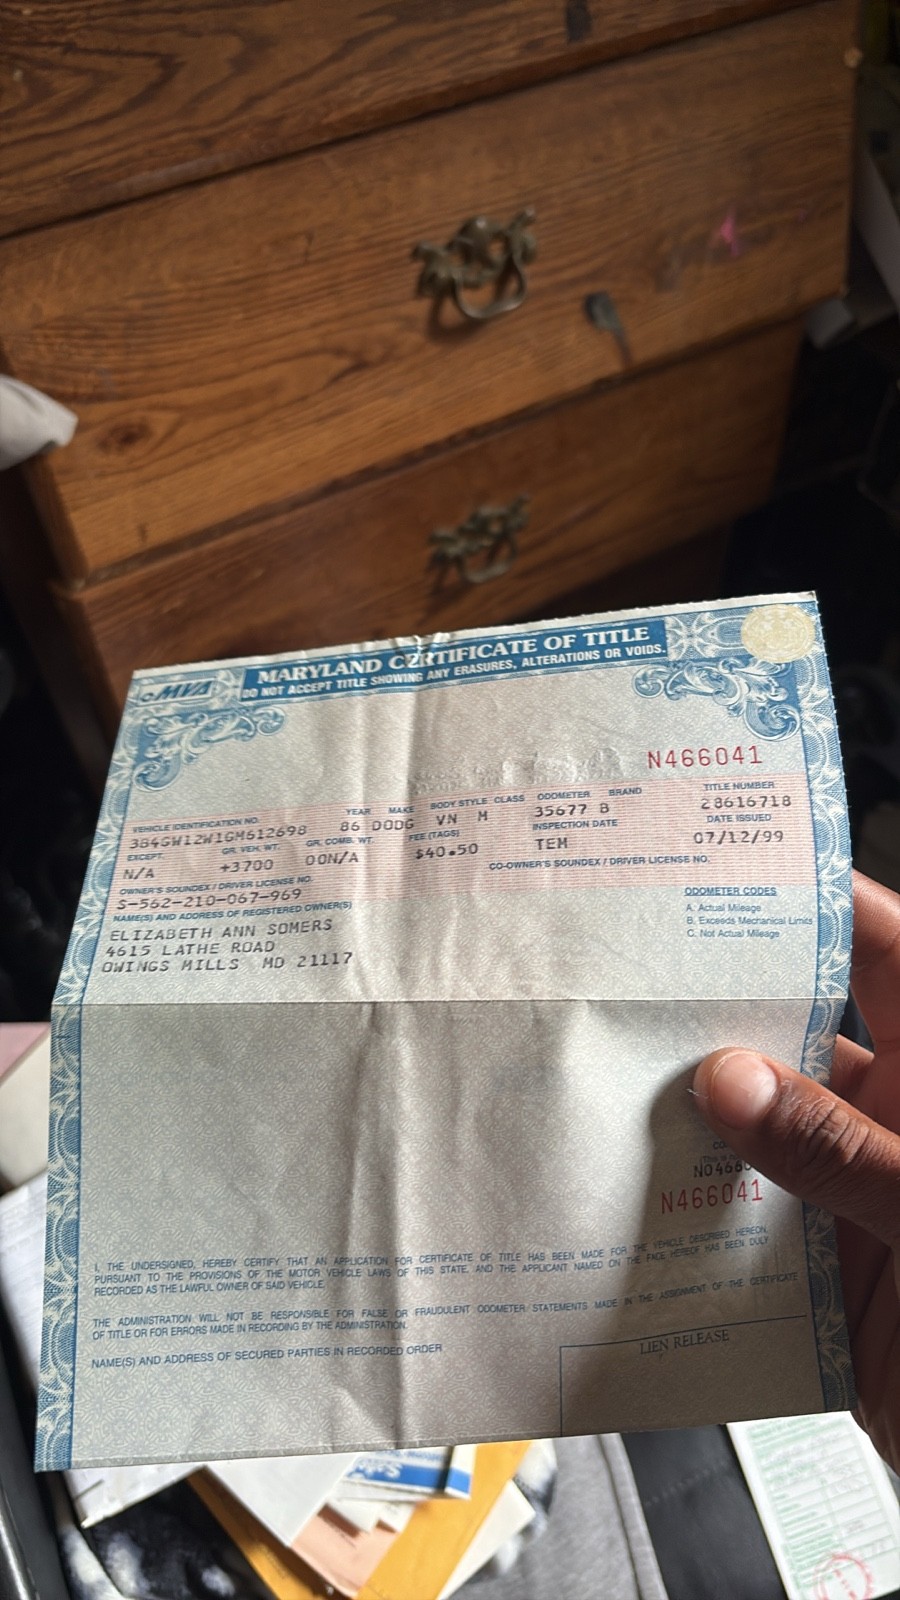 MVA
MARYLAND CERTIFICATE OF TITLE
DO NOT ACCEPT TITLE SHOWING ANY ERASURES, ALTERATIONS OR VOIDS.
N466041
VEHICLE IDENTIFICATION NO. YEAR MAKE BODY STYLE CLASS ODOMETER BRAND TITLE NUMBER
3B4GW12W1GM612698 86 DODG VN M 35677 B 28616718
EXCEPT. GR. VEH. WT. GR. COMB. WT. FEE (TAGS) INSPECTION DATE DATE ISSUED
N/A +3700 00N/A $40.50 TEM 07/12/99
OWNER'S SOUNDEX / DRIVER LICENSE NO. CO-OWNER'S SOUNDEX / DRIVER LICENSE NO.
S-562-210-067-969
NAME(S) AND ADDRESS OF REGISTERED OWNER(S)
ELIZABETH ANN SOMERS
4615 LATHE ROAD
OWINGS MILLS MD 21117
ODOMETER CODES
A. Actual Mileage
B. Exceeds Mechanical Limits
C. Not Actual Mileage
N466041
I, THE UNDERSIGNED, HEREBY CERTIFY THAT AN APPLICATION FOR CERTIFICATE OF TITLE HAS BEEN MADE FOR THE VEHICLE DESCRIBED HEREON,
PURSUANT TO THE PROVISIONS OF THE MOTOR VEHICLE LAWS OF THIS STATE, AND THE APPLICANT NAMED ON THE FACE HEREOF HAS BEEN DULY
RECORDED AS THE LAWFUL OWNER OF SAID VEHICLE.
THE ADMINISTRATION WILL NOT BE RESPONSIBLE FOR FALSE OR FRAUDULENT ODOMETER STATEMENTS MADE IN THE ASSIGNMENT OF THE CERTIFICATE
OF TITLE OR FOR ERRORS MADE IN RECORDING BY THE ADMINISTRATION.
NAME(S) AND ADDRESS OF SECURED PARTIES IN RECORDED ORDER
LIEN RELEASE